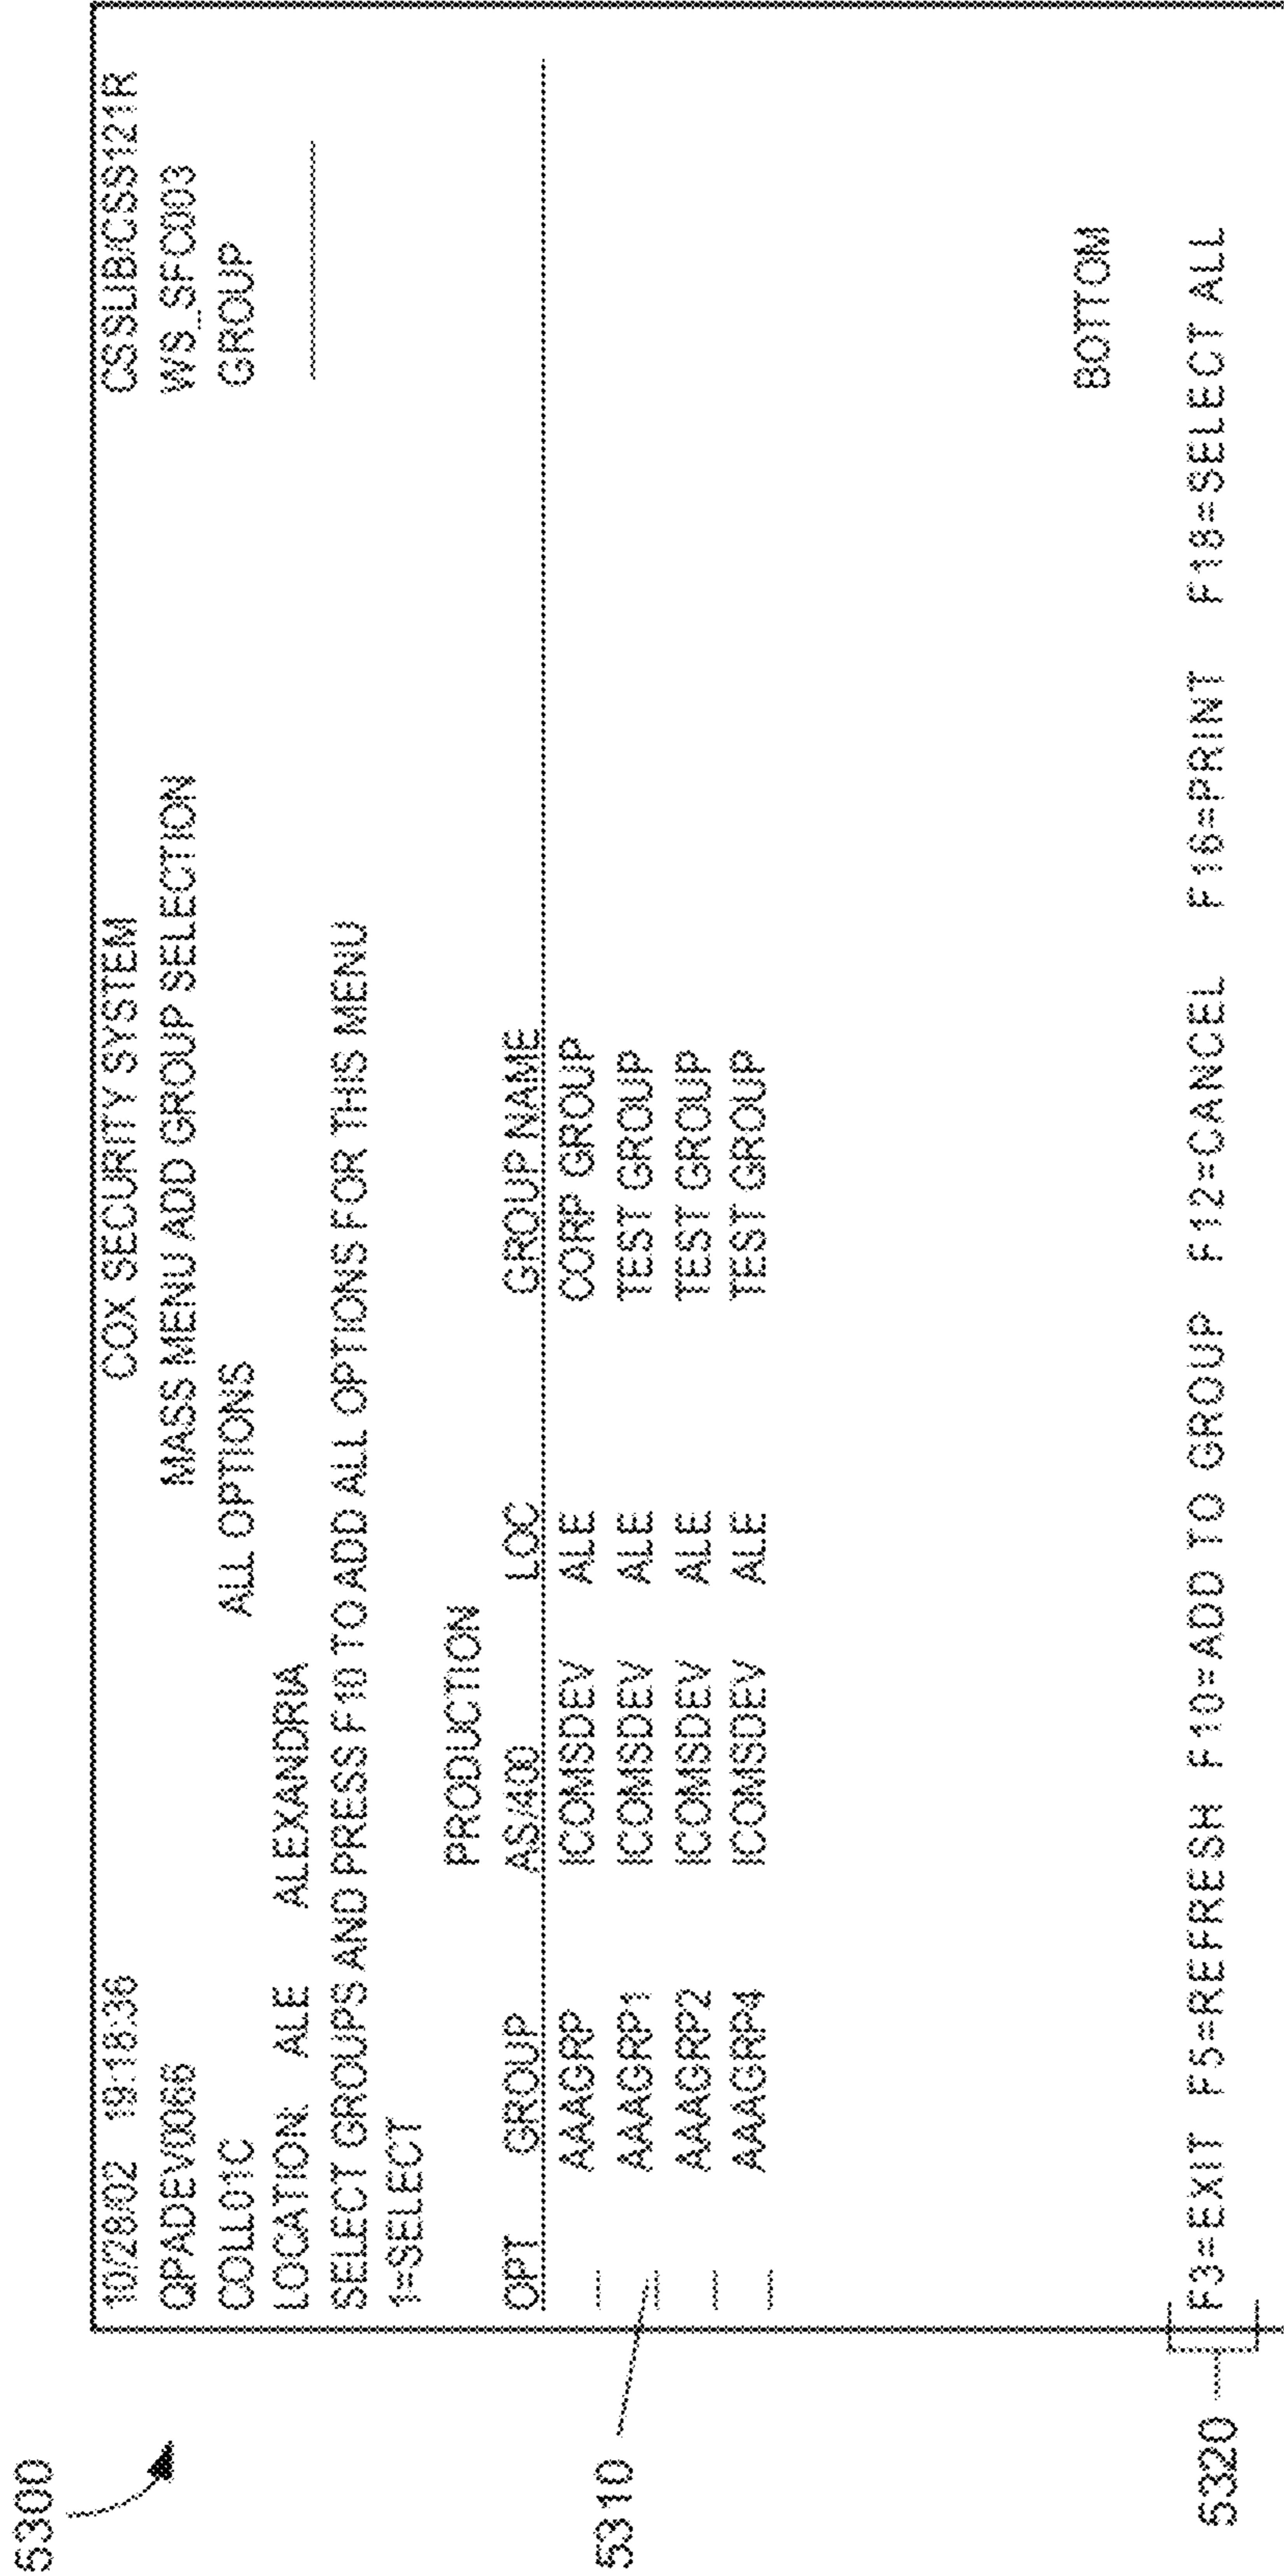 5300
10/28/02 19:18:36 COX SECURITY SYSTEM CSSLIB/CSS121R
QPADEV0066 MASS MENU ADD GROUP SELECTION WS_SFC003
COLL01C ALL OPTIONS GROUP
LOCATION: ALE ALEXANDRIA
SELECT GROUPS AND PRESS F10 TO ADD ALL OPTIONS FOR THIS MENU
1=SELECT
PRODUCTION
OPT GROUP AS/400 LOC GROUP NAME
AAAGRP ICOMSDEV ALE CORP GROUP
5310 AAAGRP1 ICOMSDEV ALE TEST GROUP
AAAGRP2 ICOMSDEV ALE TEST GROUP
AAAGRP4 ICOMSDEV ALE TEST GROUP
BOTTOM
5320 F3=EXIT F5=REFRESH F10=ADD TO GROUP F12=CANCEL F16=PRINT F18=SELECT ALL